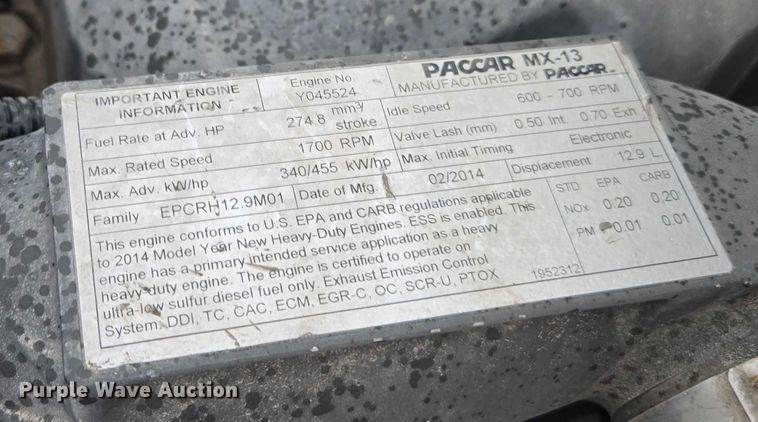 IMPORTANT ENGINE INFORMATION
Engine No. Y045524
PACCAR MX-13
MANUFACTURED BY PACCAR
Fuel Rate at Adv. HP 274.8 mm³/ stroke
Idle Speed 600 - 700 RPM
Max. Rated Speed 1700 RPM
Valve Lash (mm) 0.50 Int. 0.70 Exh
Max. Adv. kW/hp 340/455 kW/hp
Max. Initial Timing Electronic
Family EPCRH12.9M01
Date of Mfg. 02/2014
Displacement 12.9 L
This engine conforms to U.S. EPA and CARB regulations applicable
to 2014 Model Year New Heavy-Duty Engines. ESS is enabled. This
engine has a primary intended service application as a heavy
heavy-duty engine. The engine is certified to operate on
ultra-low sulfur diesel fuel only. Exhaust Emission Control
System: DDI, TC, CAC, ECM, EGR-C, OC, SCR-U, PTOX
1952312
STD EPA CARB
NOx 0.20 0.20
PM 0.01 0.01
Purple Wave Auction